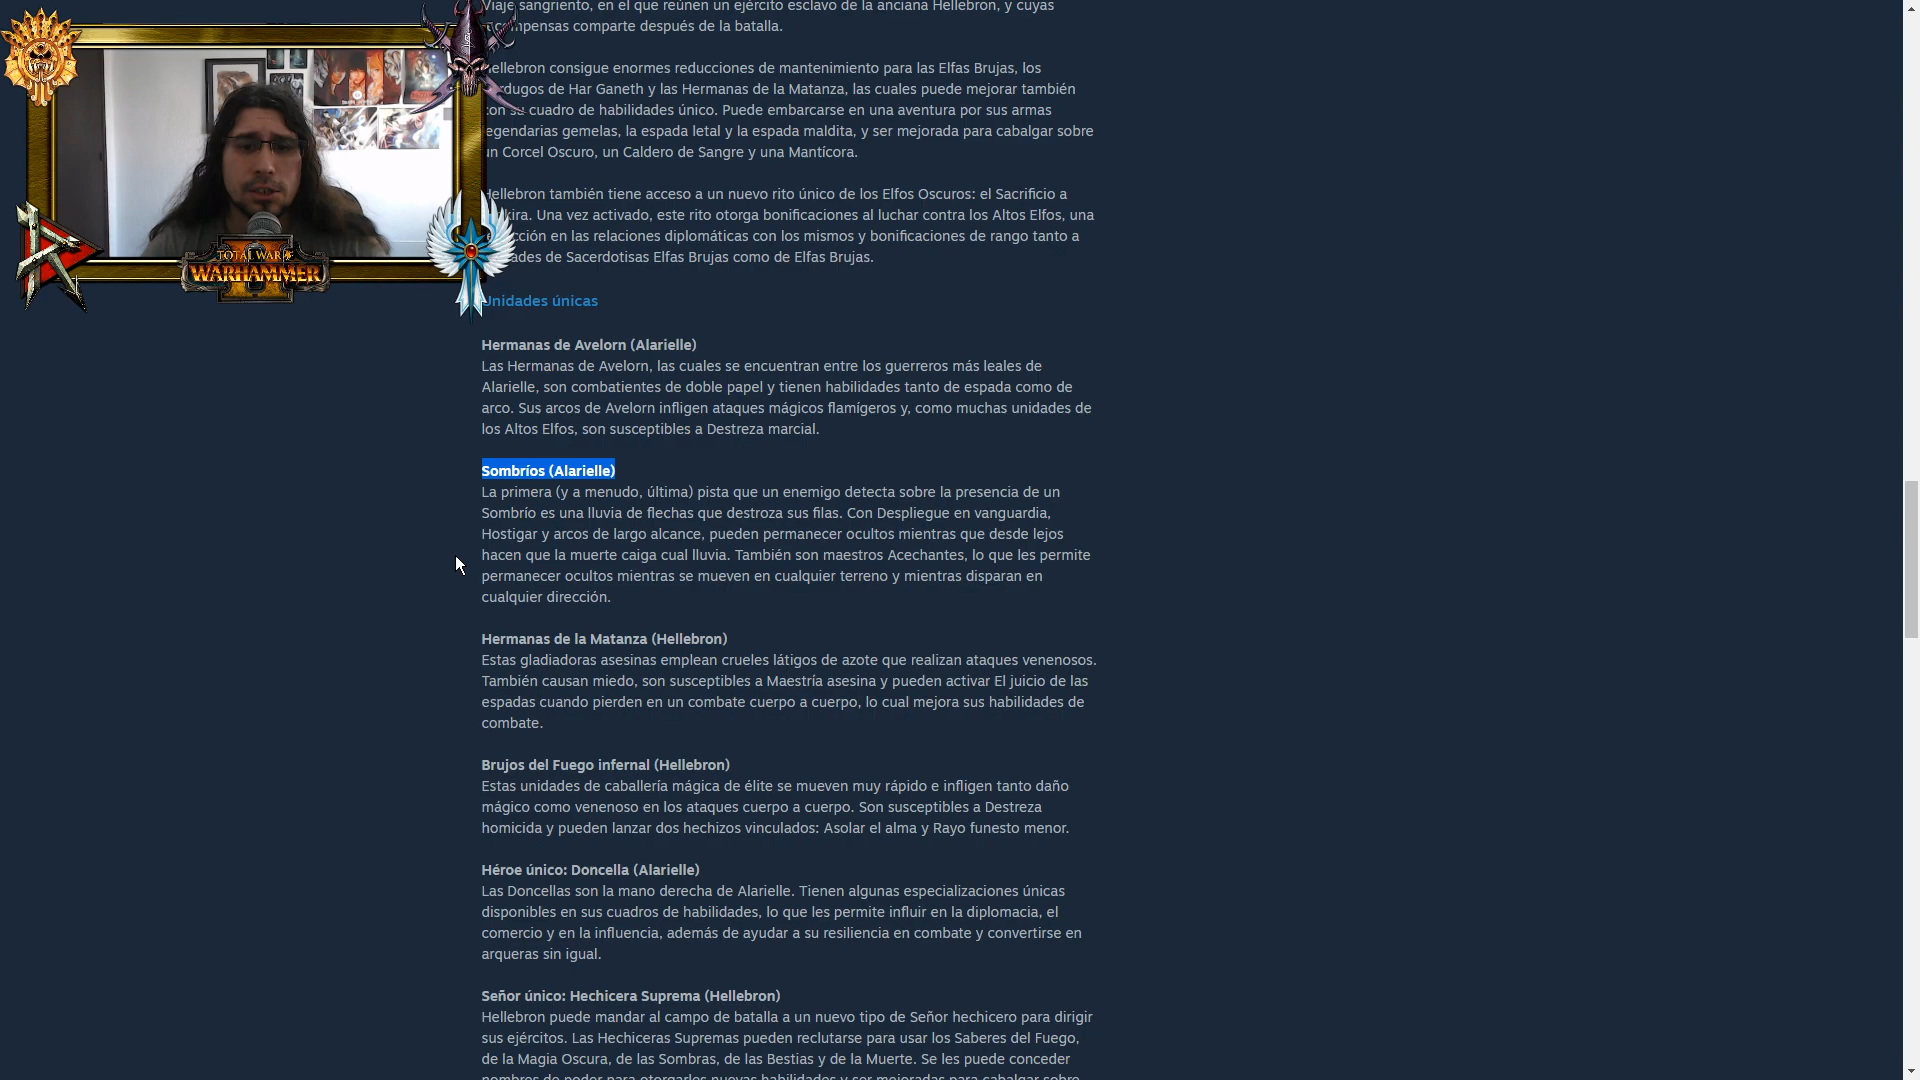 Viaje sangriento, en el que reúnen un ejército esclavo de la anciana Hellebron, y cuyas
comparte después de la batalla.
Hellebron consigue enormes reducciones de mantenimiento para las Elfas Brujas, los
de Har Ganeth y las Hermanas de la Matanza, las cuales puede mejorar también
con su cuadro de habilidades único. Puede embarcarse en una aventura por sus armas
legendarias gemelas, la espada letal y la espada maldita, y ser mejorada para cabalgar sobre
un Corcel Oscuro, un Caldero de Sangre y una Mantícora.
Hellebron también tiene acceso a un nuevo rito único de los Elfos Oscuros: el Sacrificio a
Una vez activado, este rito otorga bonificaciones al luchar contra los Altos Elfos, una
en las relaciones diplomáticas con los mismos y bonificaciones de rango tanto a
de Sacerdotisas Elfas Brujas como de Elfas Brujas.
TOTAL WAR
WARHAMMER
II
Unidades únicas
Hermanas de Avelorn (Alarielle)
Las Hermanas de Avelorn, las cuales se encuentran entre los guerreros más leales de
Alarielle, son combatientes de doble papel y tienen habilidades tanto de espada como de
arco. Sus arcos de Avelorn infligen ataques mágicos flamígeros y, como muchas unidades de
los Altos Elfos, son susceptibles a Destreza marcial.
Sombríos (Alarielle)
La primera (y a menudo, última) pista que un enemigo detecta sobre la presencia de un
Sombrío es una lluvia de flechas que destroza sus filas. Con Despliegue en vanguardia,
Hostigar y arcos de largo alcance, pueden permanecer ocultos mientras que desde lejos
hacen que la muerte caiga cual lluvia. También son maestros Acechantes, lo que les permite
permanecer ocultos mientras se mueven en cualquier terreno y mientras disparan en
cualquier dirección.
Hermanas de la Matanza (Hellebron)
Estas gladiadoras asesinas emplean crueles látigos de azote que realizan ataques venenosos.
También causan miedo, son susceptibles a Maestría asesina y pueden activar El juicio de las
espadas cuando pierden en un combate cuerpo a cuerpo, lo cual mejora sus habilidades de
combate.
Brujos del Fuego infernal (Hellebron)
Estas unidades de caballería mágica de élite se mueven muy rápido e infligen tanto daño
mágico como venenoso en los ataques cuerpo a cuerpo. Son susceptibles a Destreza
homicida y pueden lanzar dos hechizos vinculados: Asolar el alma y Rayo funesto menor.
Héroe único: Doncella (Alarielle)
Las Doncellas son la mano derecha de Alarielle. Tienen algunas especializaciones únicas
disponibles en sus cuadros de habilidades, lo que les permite influir en la diplomacia, el
comercio y en la influencia, además de ayudar a su resiliencia en combate y convertirse en
arqueras sin igual.
Señor único: Hechicera Suprema (Hellebron)
Hellebron puede mandar al campo de batalla a un nuevo tipo de Señor hechicero para dirigir
sus ejércitos. Las Hechiceras Supremas pueden reclutarse para usar los Saberes del Fuego,
de la Magia Oscura, de las Sombras, de las Bestias y de la Muerte. Se les puede conceder
nombres de poder para otorgarles nuevas habilidades y ser mejoradas para cabalgar sobre